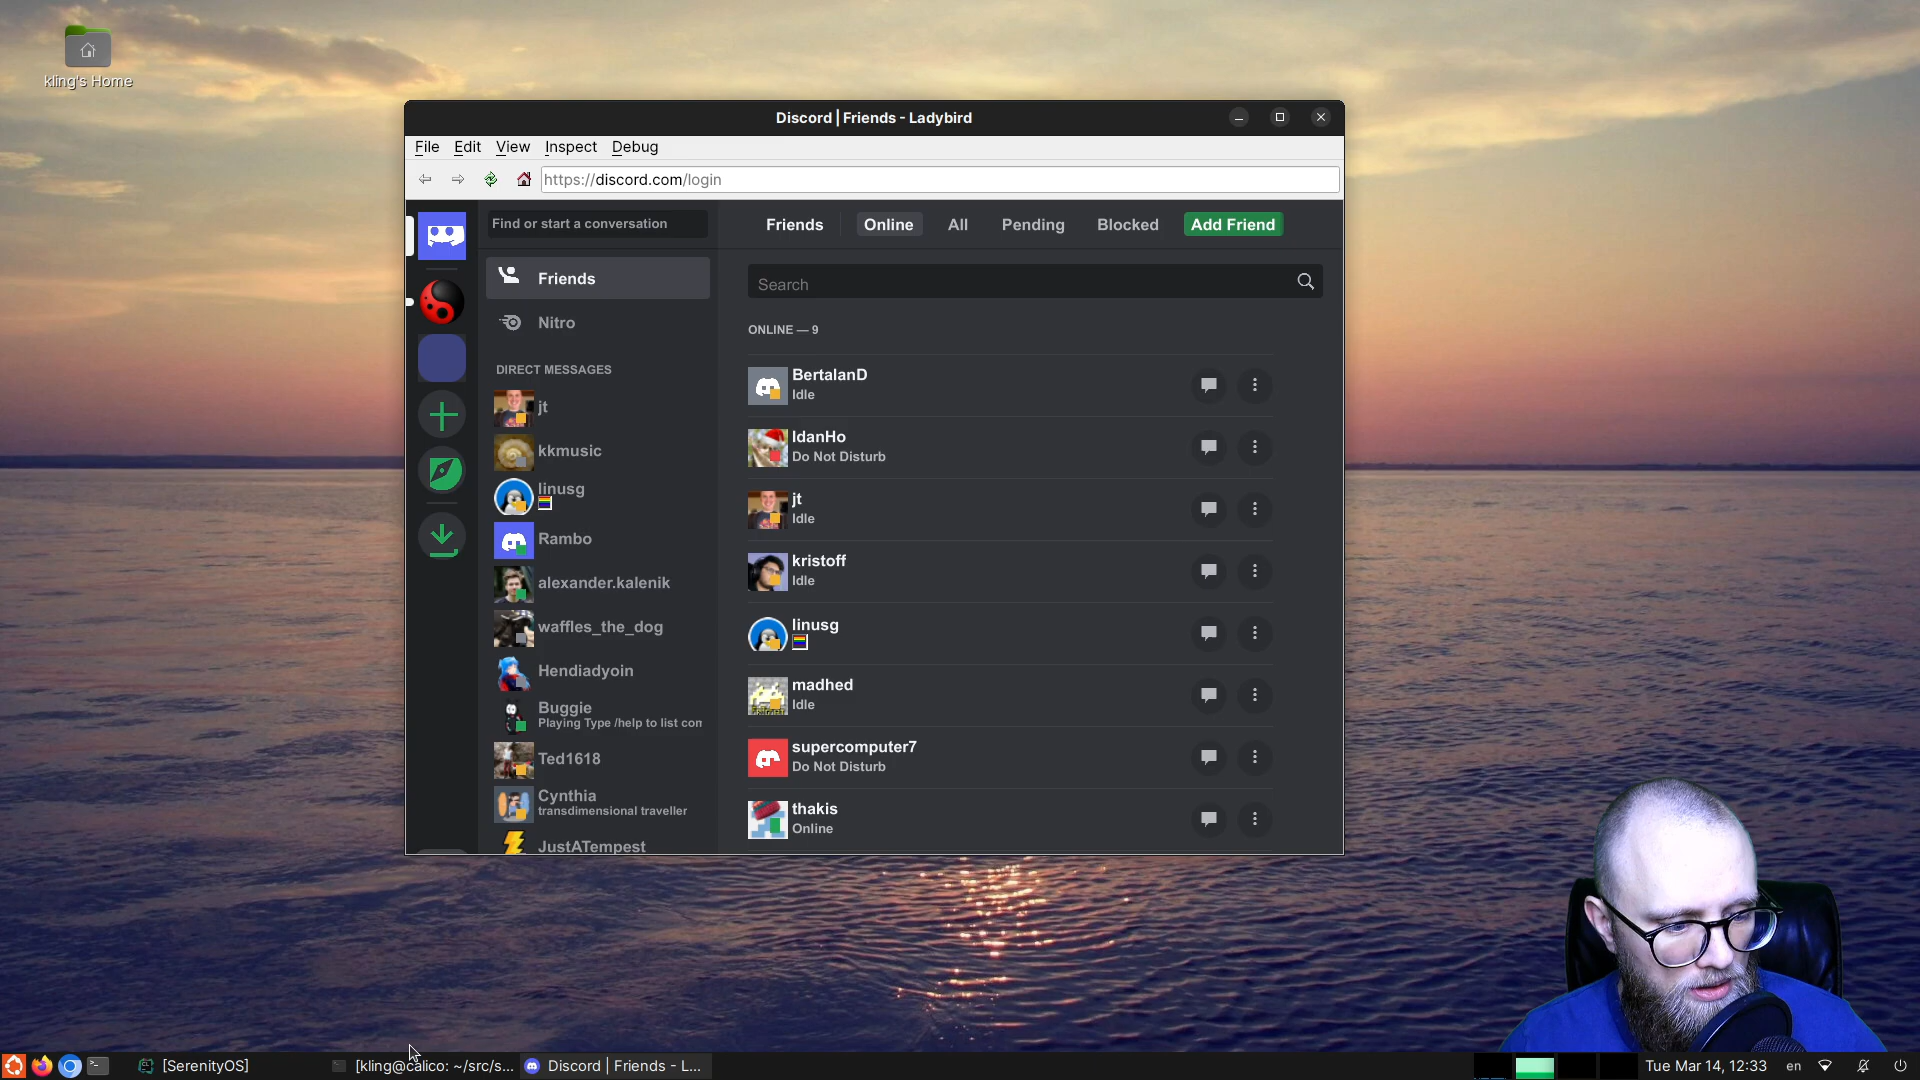 kling's Home
Discord | Friends - Ladybird
File Edit View Inspect Debug
https://discord.com/login
Find or start a conversation
Friends Online All Pending Blocked Add Friend
Friends
Search
Nitro
ONLINE — 9
DIRECT MESSAGES
BertalanD
Idle
jt
IdanHo
Do Not Disturb
kkmusic
linusg
jt
Idle
Rambo
kristoff
Idle
alexander.kalenik
waffles_the_dog
linusg
Hendiadyoin
madhed
Idle
Buggie
Playing Type /help to list com
supercomputer7
Do Not Disturb
Ted1618
Cynthia
transdimensional traveller
thakis
Online
JustATempest
[SerenityOS] [kling@calico: ~/src/s... Discord | Friends - L... Tue Mar 14, 12:33 en